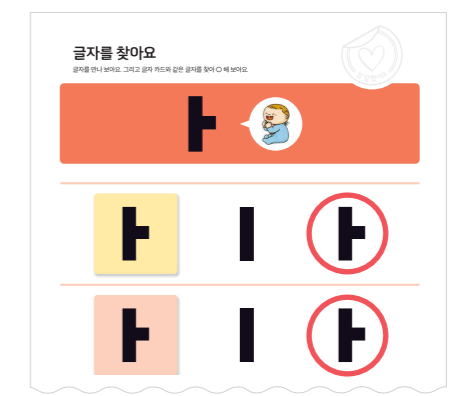 글자를 찾아요
글자를 만나 보아요. 그리고 글자 카드와 같은 글자를 찾아 ○ 해 보아요.
ㅏ
ㅏ ㅣ ㅏ
ㅏ ㅣ ㅏ